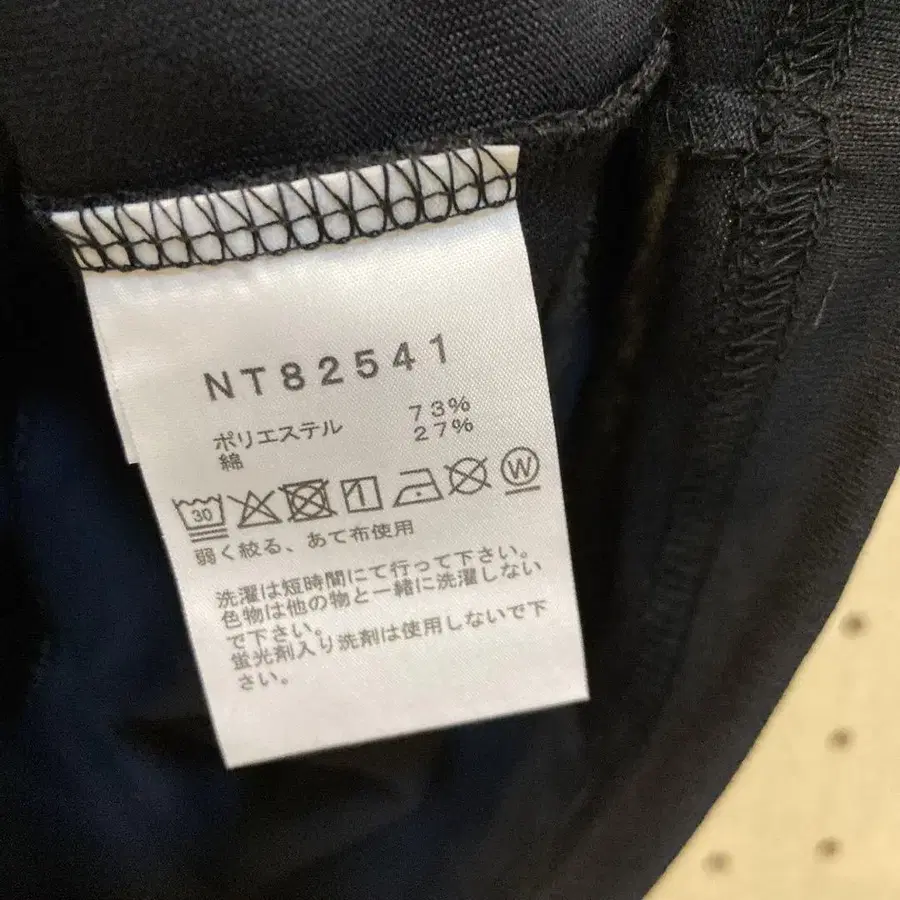 NT82541
ポリエステル 73%
綿 27%
30 W
弱く絞る、あて布使用
洗濯は短時間にて行って下さい。
色物は他の物と一緒に洗濯しない
で下さい。
蛍光剤入り洗剤は使用しないで下
さい。